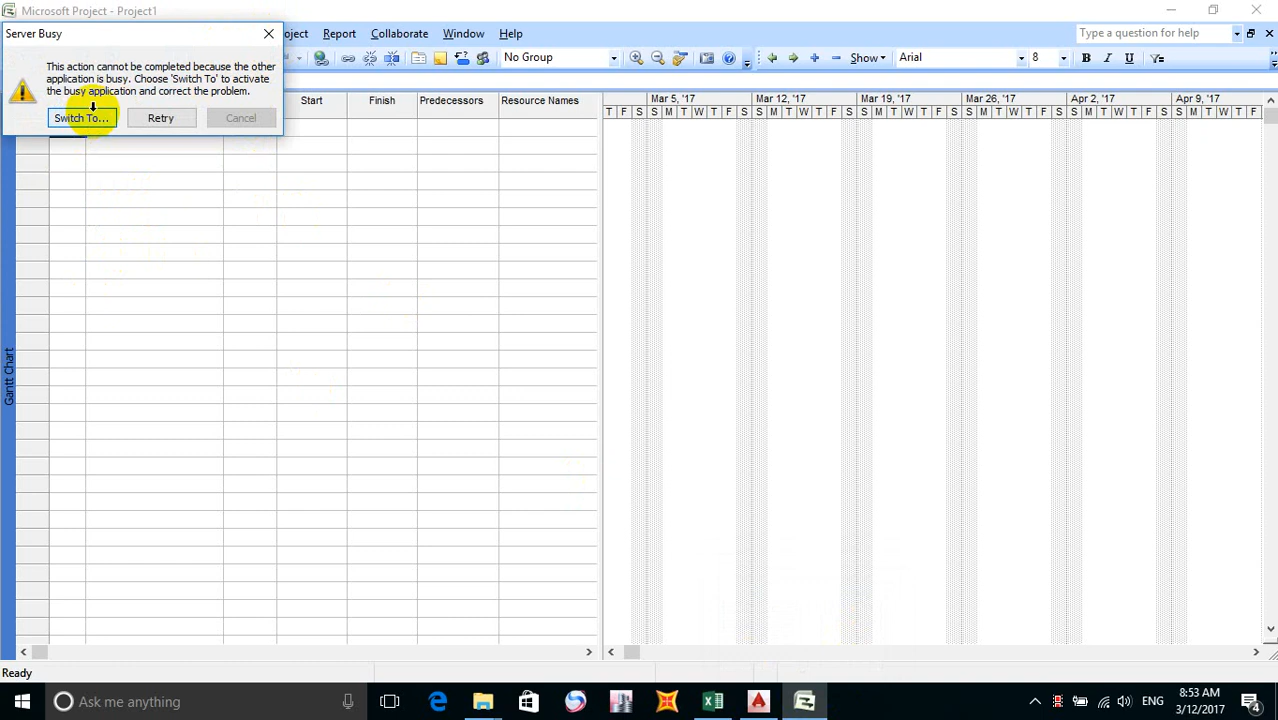 Microsoft Project - Project1
Server Busy
This action cannot be completed because the other
application is busy. Choose 'Switch To' to activate
the busy application and correct the problem.
Switch To...
Retry
Cancel
Report
Collaborate
Window
Help
Type a question for help
No Group
Show
Arial
8
B
I
U
Start
Finish
Predecessors
Resource Names
Mar 5, '17
Mar 12, '17
Mar 19, '17
Mar 26, '17
Apr 2, '17
Apr 9, '17
T F S S M T W T F S S M T W T F S S M T W T F S S M T W T F S S M T W T F S S M T W T F
Gantt Chart
Ready
Ask me anything
ENG
8:53 AM
3/12/2017
4